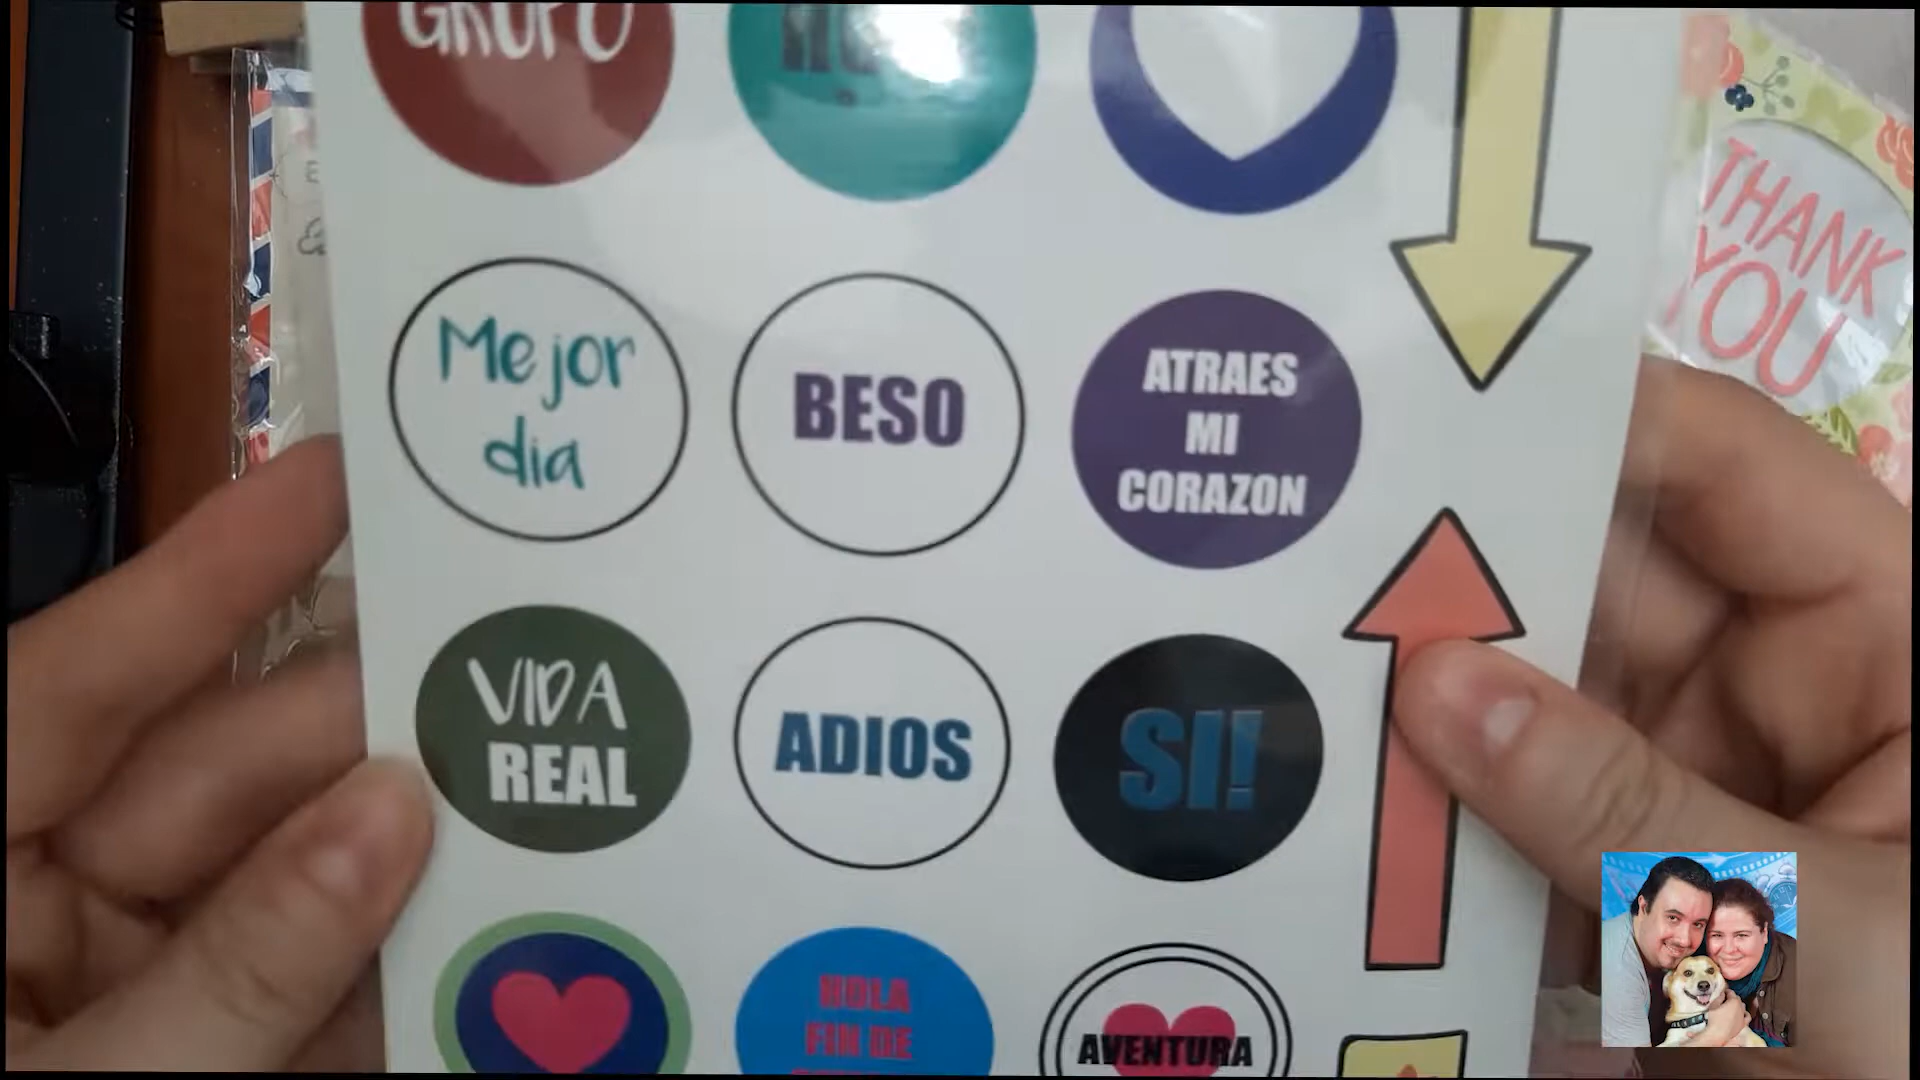 GRUPO
THANK
YOU
Mejor
dia
BESO
ATRAES
MI
CORAZON
VIDA
REAL
ADIOS
SI!
HOLA
FIN DE
AVENTURA